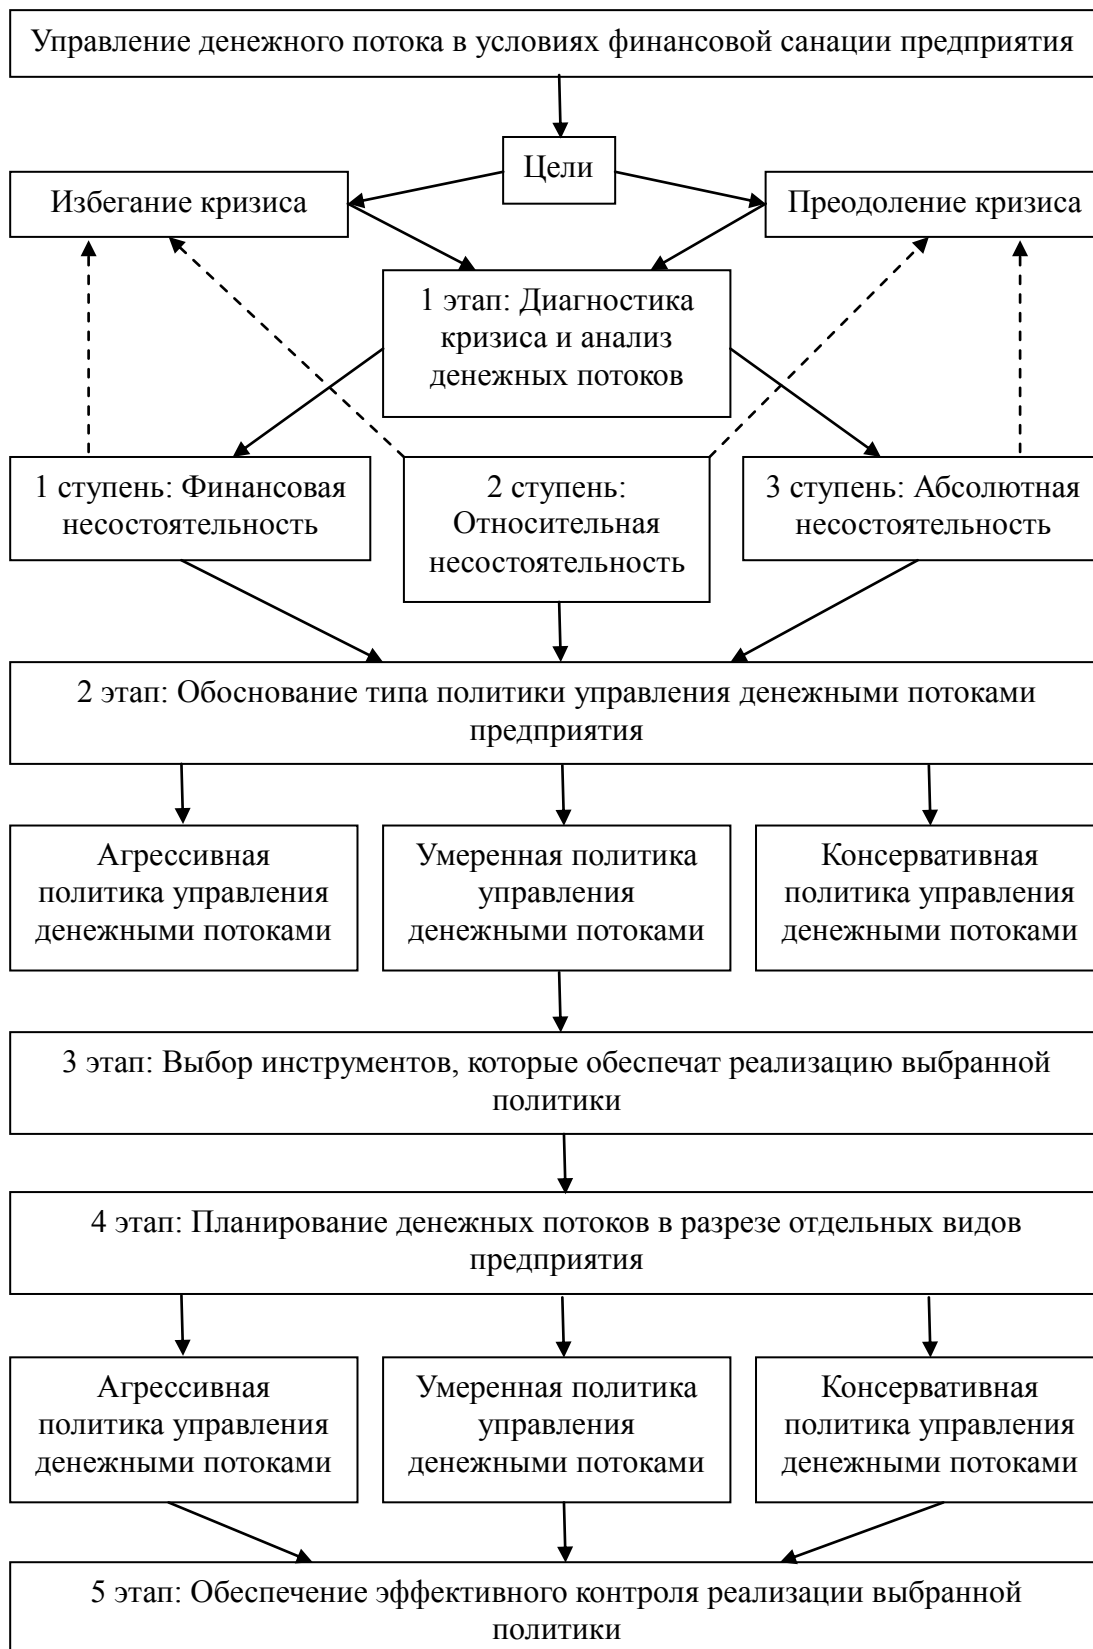 Управление денежного потока в условиях финансовой санации предприятия
Цели
Избегание кризиса
Преодоление кризиса
1 этап: Диагностика
кризиса и анализ
денежных потоков
1 ступень: Финансовая
несостоятельность
2 ступень:
Относительная
несостоятельность
3 ступень: Абсолютная
несостоятельность
2 этап: Обоснование типа политики управления денежными потоками
предприятия
Агрессивная
политика управления
денежными потоками
Умеренная политика
управления
денежными потоками
Консервативная
политика управления
денежными потоками
3 этап: Выбор инструментов, которые обеспечат реализацию выбранной
политики
4 этап: Планирование денежных потоков в разрезе отдельных видов
предприятия
Агрессивная
политика управления
денежными потоками
Умеренная политика
управления
денежными потоками
Консервативная
политика управления
денежными потоками
5 этап: Обеспечение эффективного контроля реализации выбранной
политики